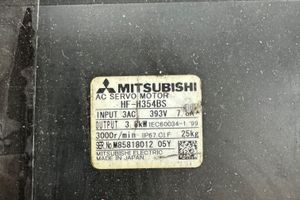 MITSUBISHI
AC SERVO MOTOR
HF-H354BS
INPUT 3AC 393V 7.8A
OUTPUT 3.5kW IEC60034-1 '99
3000r/min IP67 Cl.F 25kg
SER.No.M85818012 05Y
MITSUBISHI ELECTRIC
MADE IN JAPAN